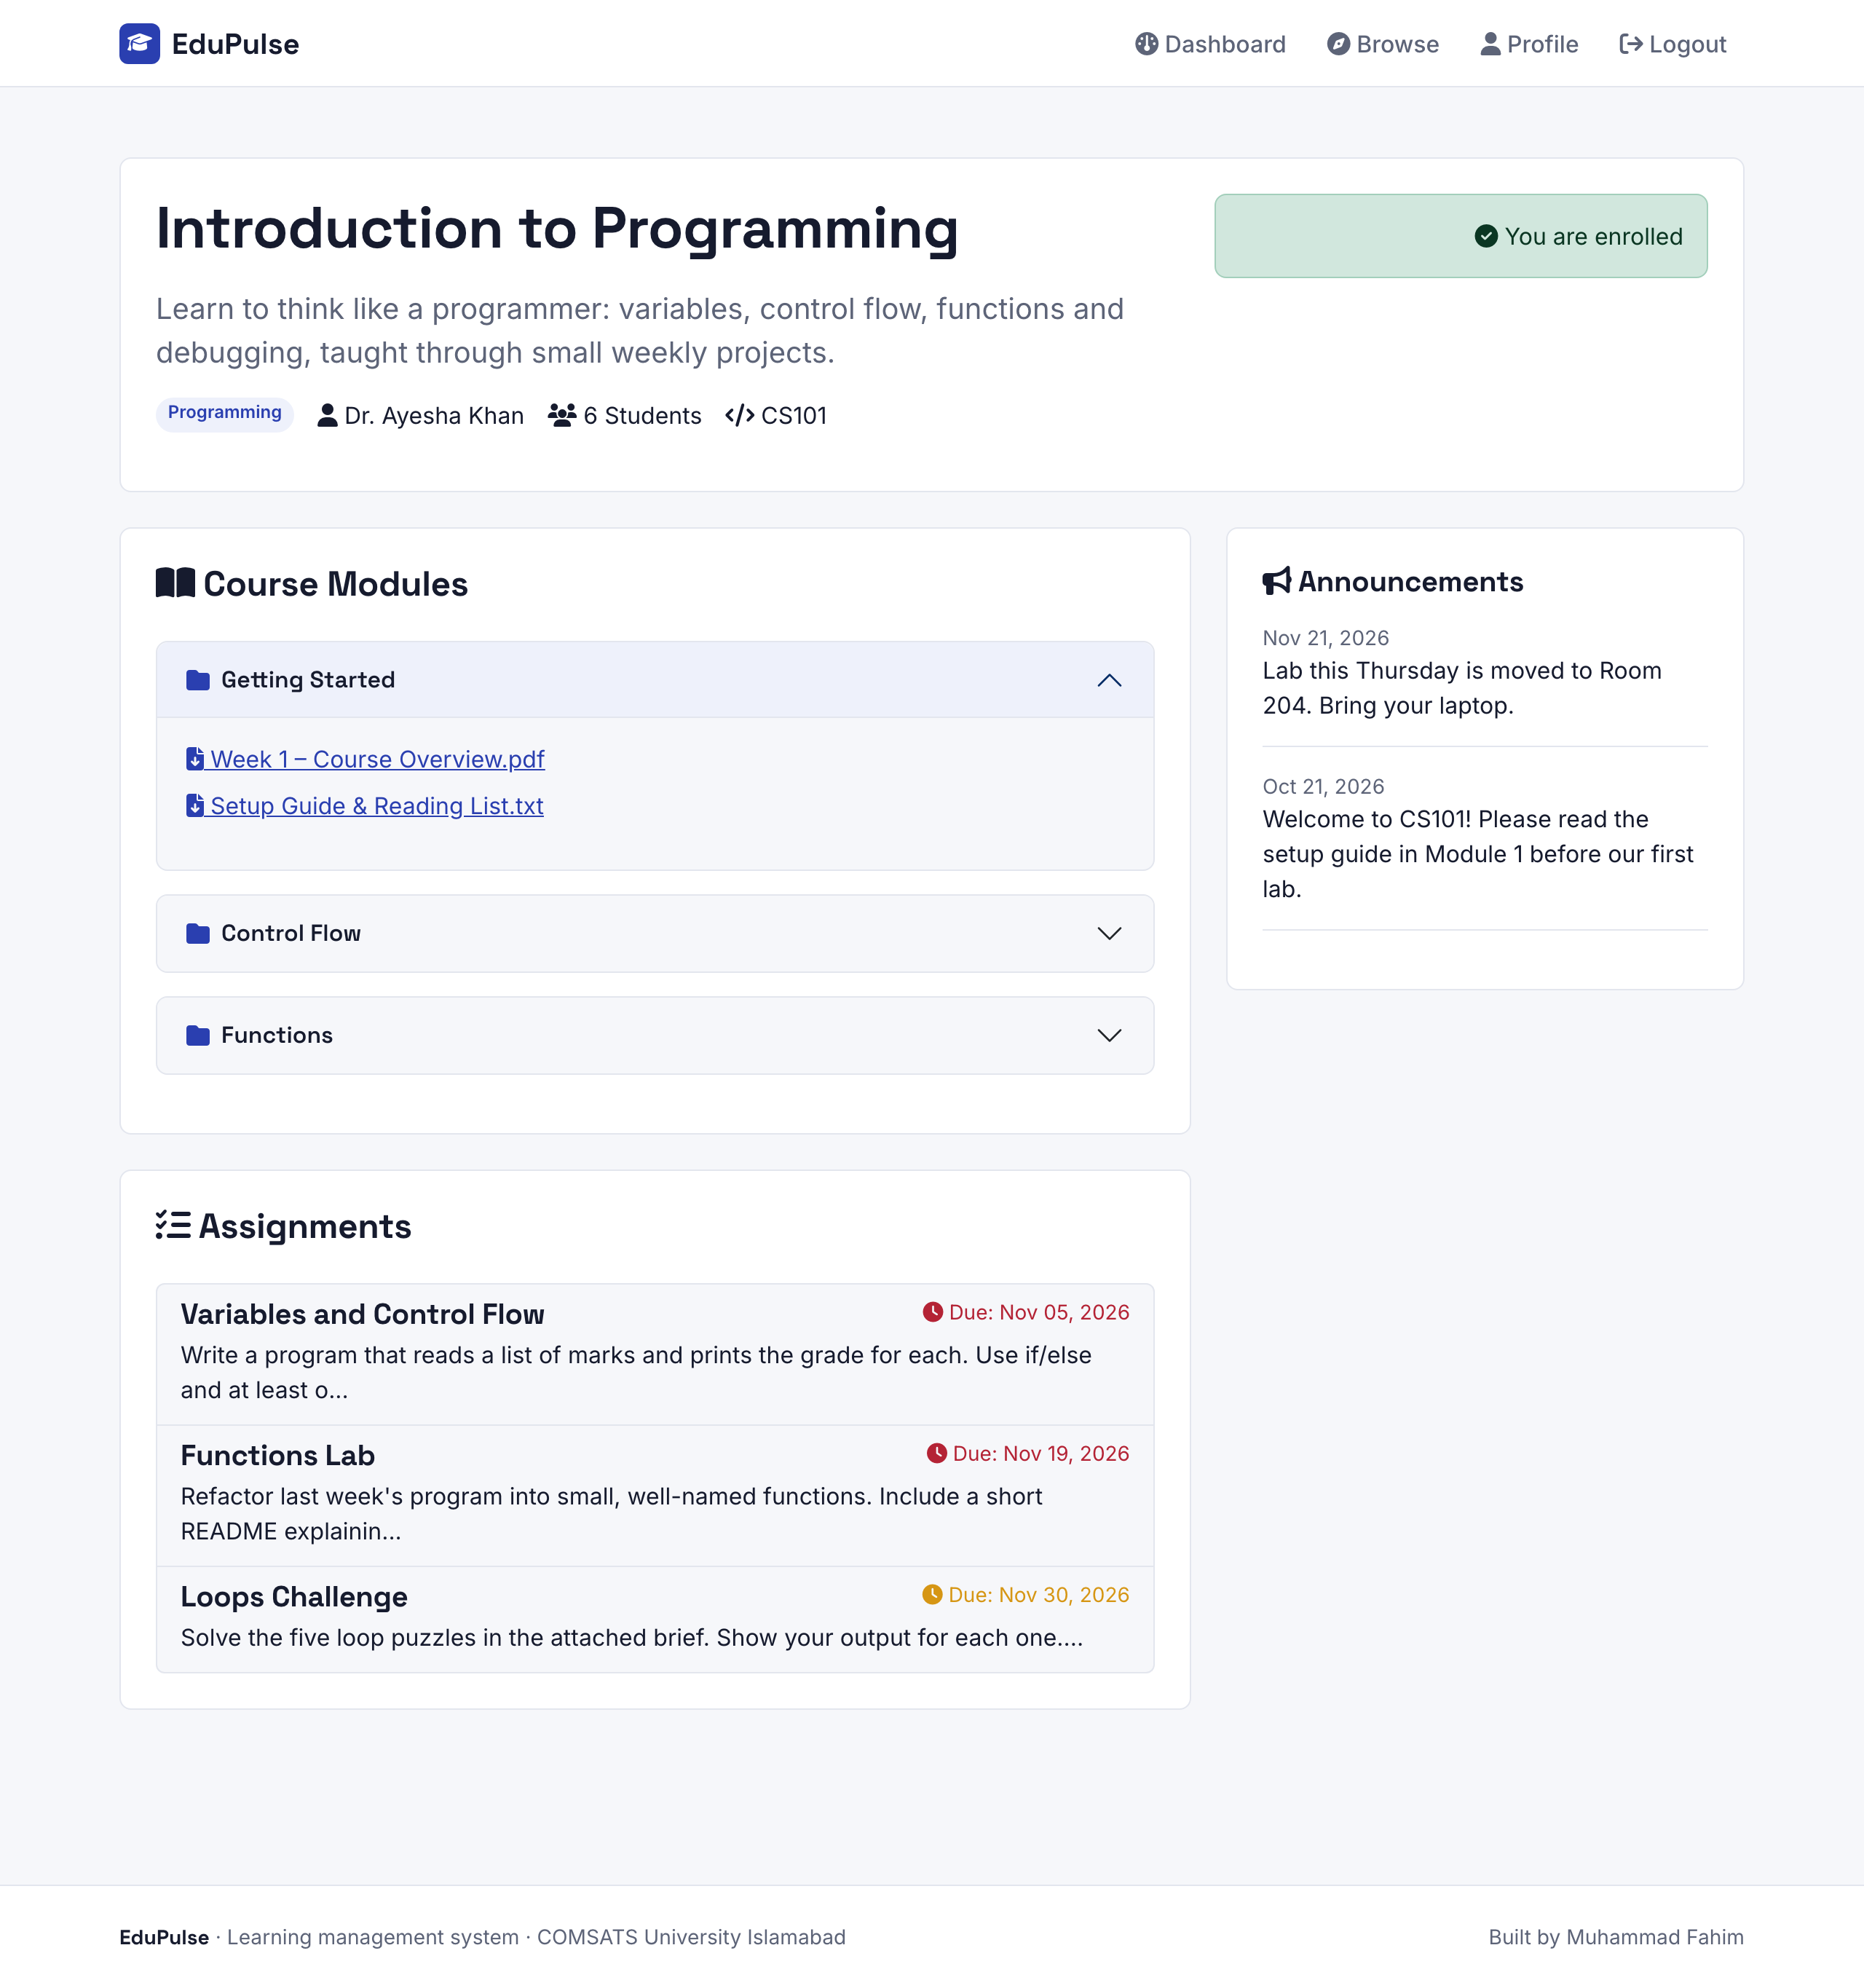 EduPulse
Dashboard
Browse
Profile
Logout
Introduction to Programming
You are enrolled
Learn to think like a programmer: variables, control flow, functions and
debugging, taught through small weekly projects.
Programming
Dr. Ayesha Khan
6 Students
CS101
Course Modules
Getting Started
Week 1 – Course Overview.pdf
Setup Guide & Reading List.txt
Control Flow
Functions
Announcements
Nov 21, 2026
Lab this Thursday is moved to Room
204. Bring your laptop.
Oct 21, 2026
Welcome to CS101! Please read the
setup guide in Module 1 before our first
lab.
Assignments
Variables and Control Flow
Due: Nov 05, 2026
Write a program that reads a list of marks and prints the grade for each. Use if/else
and at least o...
Functions Lab
Due: Nov 19, 2026
Refactor last week's program into small, well-named functions. Include a short
README explainin...
Loops Challenge
Due: Nov 30, 2026
Solve the five loop puzzles in the attached brief. Show your output for each one....
EduPulse · Learning management system · COMSATS University Islamabad
Built by Muhammad Fahim